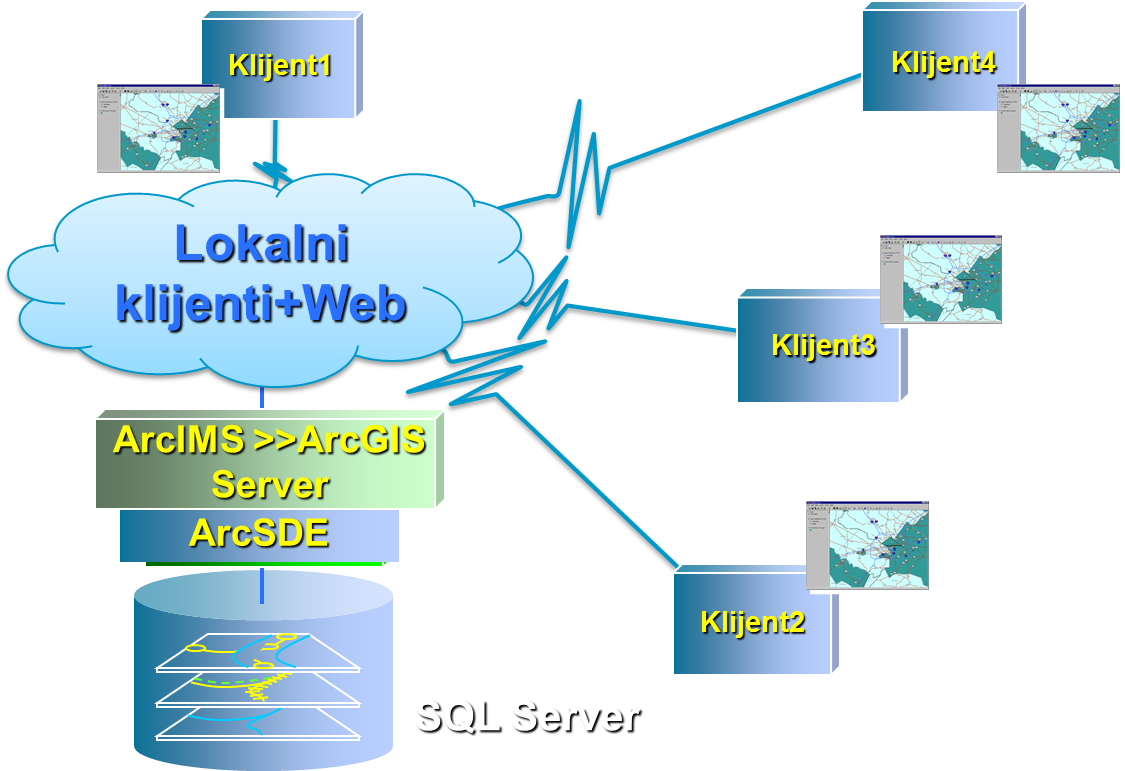 Klijent1
Klijent4
Lokalni
klijenti+Web
Klijent3
ArcIMS >>ArcGIS
Server
ArcSDE
Klijent2
SQL Server